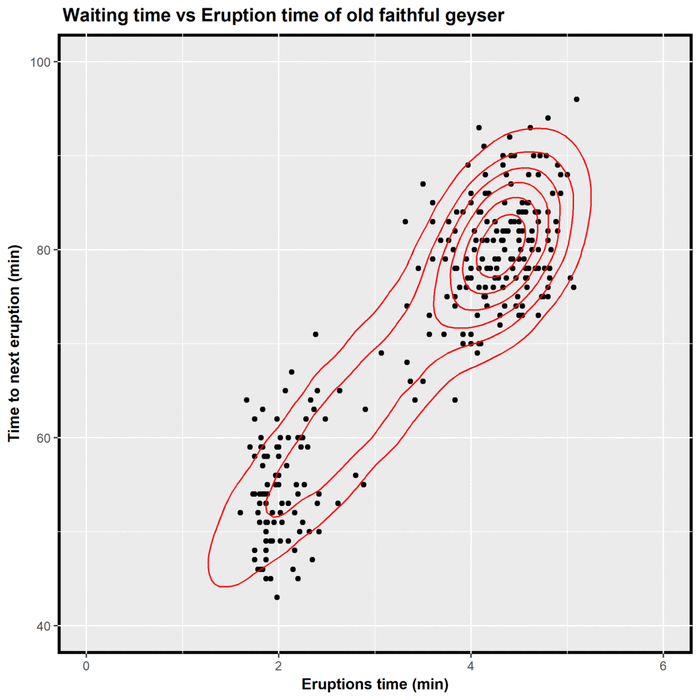 Waiting time vs Eruption time of old faithful geyser
Time to next eruption (min)
100
80
60
40
0 2 4 6
Eruptions time (min)